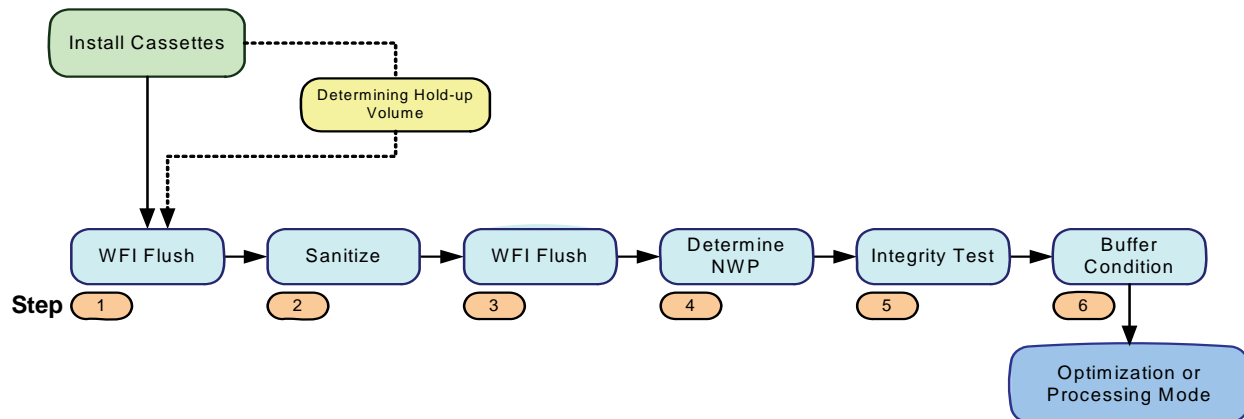 Install Cassettes
Determining Hold-up
Volume
WFI Flush
Sanitize
WFI Flush
Determine
NWP
Integrity Test
Buffer
Condition
Step
1
2
3
4
5
6
Optimization or
Processing Mode